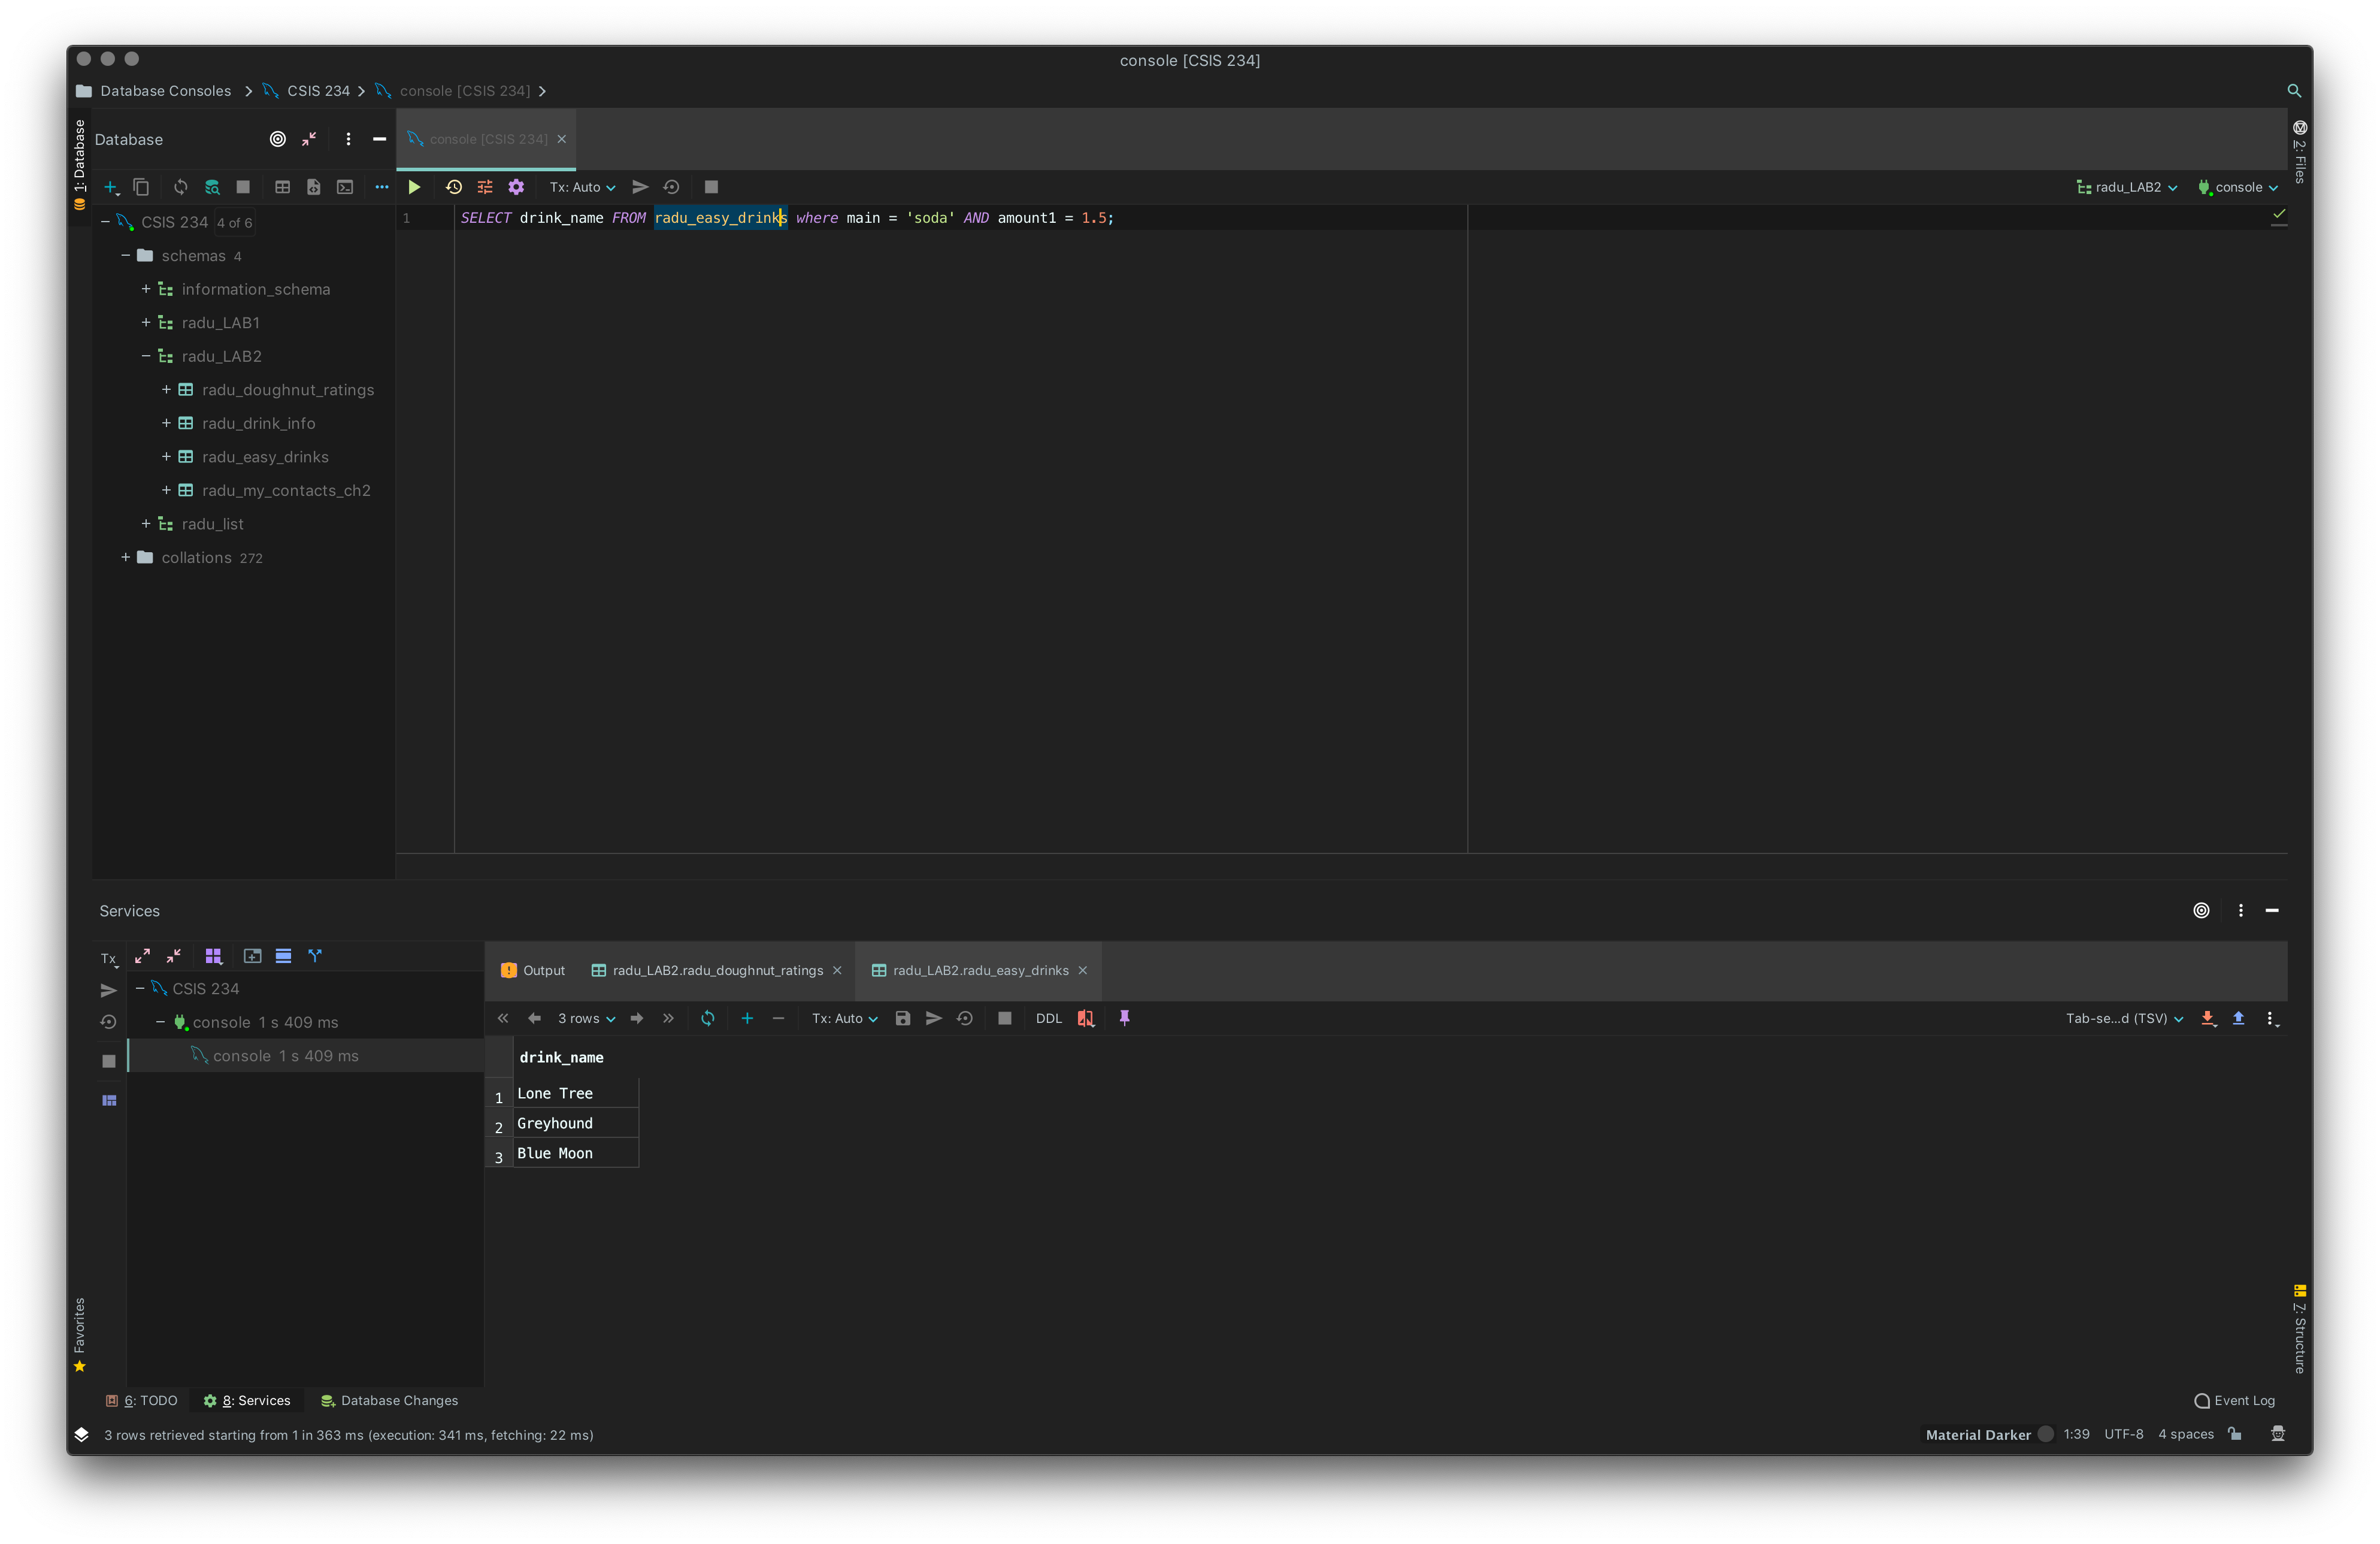 console [CSIS 234]
Database Consoles CSIS 234 console [CSIS 234]
1: Database
Database
console [CSIS 234]
2: Files
Tx: Auto
radu_LAB2 console
CSIS 234 4 of 6
schemas 4
information_schema
radu_LAB1
radu_LAB2
radu_doughnut_ratings
radu_drink_info
radu_easy_drinks
radu_my_contacts_ch2
radu_list
collations 272
1 SELECT drink_name FROM radu_easy_drinks where main = 'soda' AND amount1 = 1.5;
Services
Tx
CSIS 234
console 1 s 409 ms
console 1 s 409 ms
Output radu_LAB2.radu_doughnut_ratings radu_LAB2.radu_easy_drinks
3 rows Tx: Auto DDL Tab-se...d (TSV)
drink_name
1 Lone Tree
2 Greyhound
3 Blue Moon
Favorites
7: Structure
6: TODO 8: Services Database Changes Event Log
3 rows retrieved starting from 1 in 363 ms (execution: 341 ms, fetching: 22 ms) Material Darker 1:39 UTF-8 4 spaces